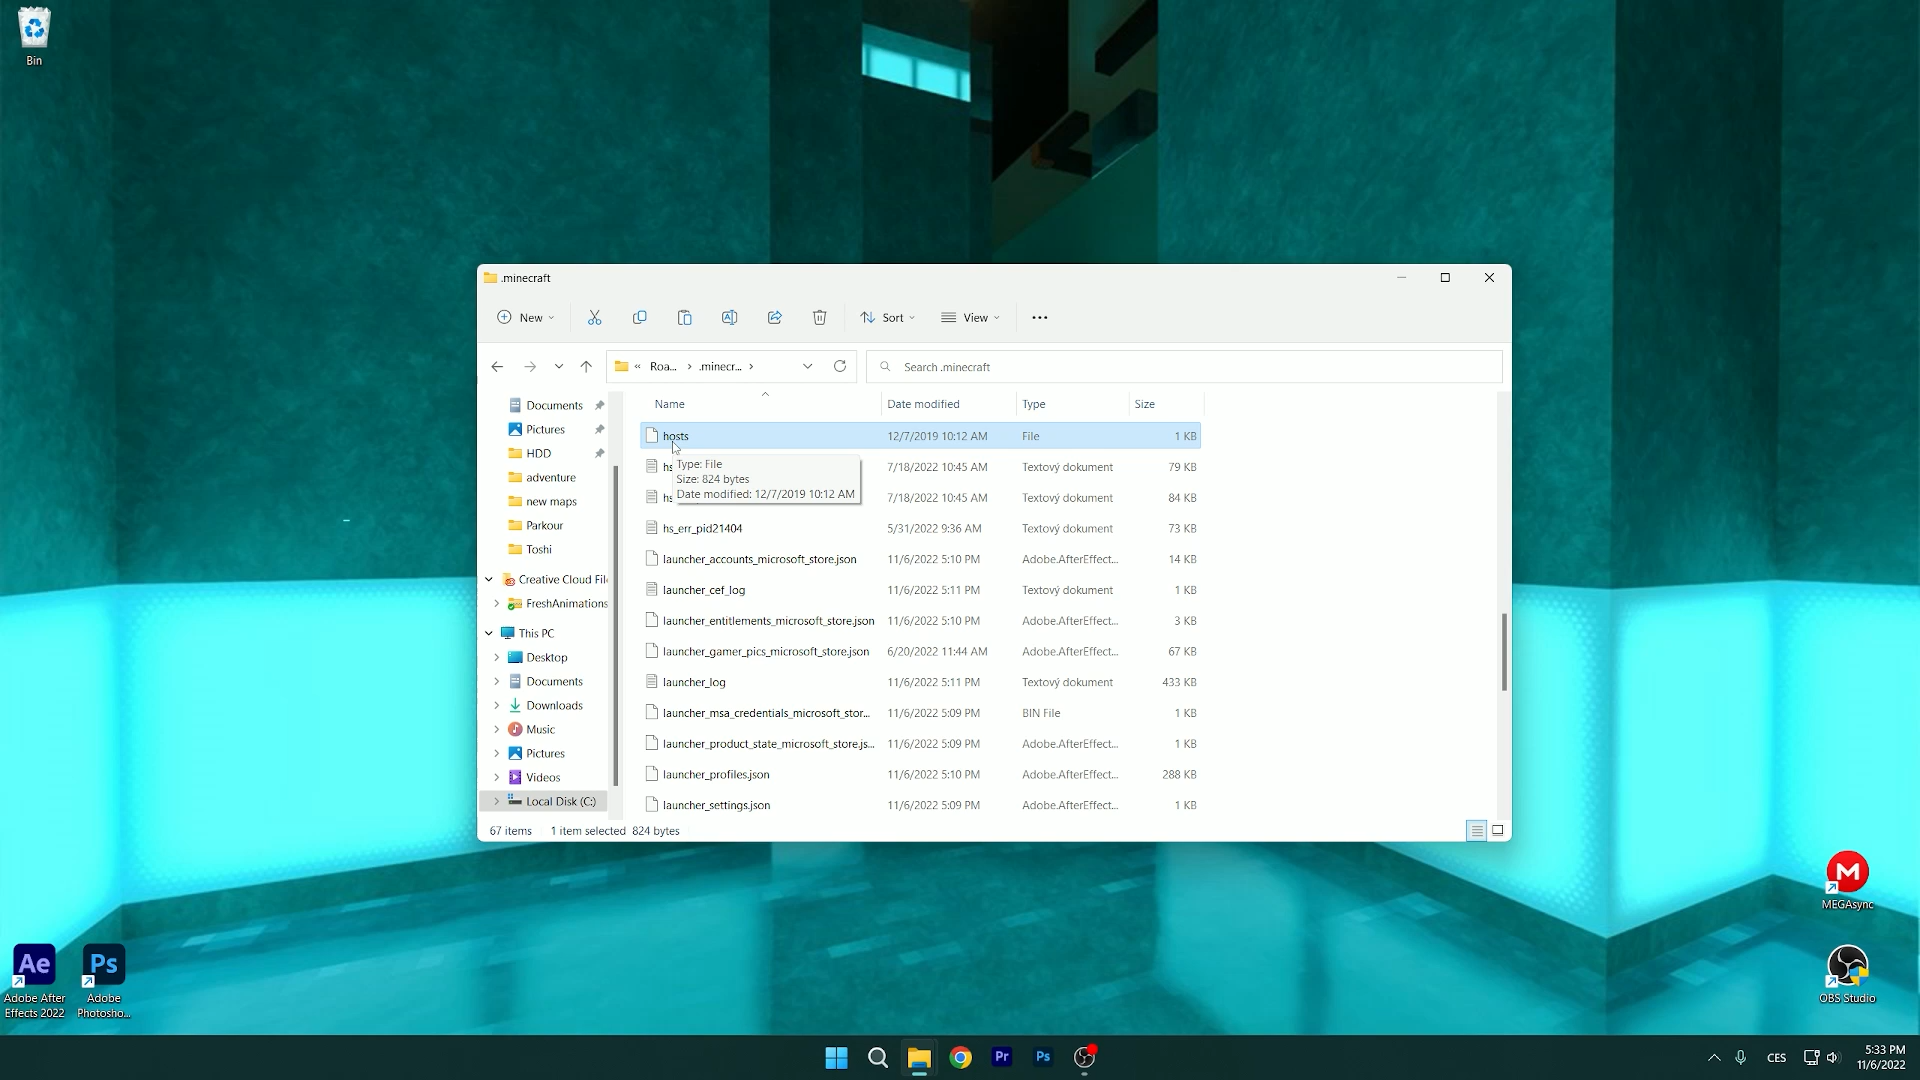 Bin
.minecraft
New
Sort
View
Roa...
.minecr...
Search .minecraft
Documents
Pictures
HDD
adventure
new maps
Parkour
Toshi
Creative Cloud Fil
FreshAnimations
This PC
Desktop
Documents
Downloads
Music
Pictures
Videos
Local Disk (C:)
Name Date modified Type Size
hosts 12/7/2019 10:12 AM File 1 KB
hs 7/18/2022 10:45 AM Textový dokument 79 KB
hs 7/18/2022 10:45 AM Textový dokument 84 KB
Type: File
Size: 824 bytes
Date modified: 12/7/2019 10:12 AM
hs_err_pid21404 5/31/2022 9:36 AM Textový dokument 73 KB
launcher_accounts_microsoft_store.json 11/6/2022 5:10 PM Adobe.AfterEffect... 14 KB
launcher_cef_log 11/6/2022 5:11 PM Textový dokument 1 KB
launcher_entitlements_microsoft_store.json 11/6/2022 5:10 PM Adobe.AfterEffect... 3 KB
launcher_gamer_pics_microsoft_store.json 6/20/2022 11:44 AM Adobe.AfterEffect... 67 KB
launcher_log 11/6/2022 5:11 PM Textový dokument 433 KB
launcher_msa_credentials_microsoft_stor... 11/6/2022 5:09 PM BIN File 1 KB
launcher_product_state_microsoft_store.js... 11/6/2022 5:09 PM Adobe.AfterEffect... 1 KB
launcher_profiles.json 11/6/2022 5:10 PM Adobe.AfterEffect... 288 KB
launcher_settings.json 11/6/2022 5:09 PM Adobe.AfterEffect... 1 KB
67 items 1 item selected 824 bytes
M
MEGAsync
OBS Studio
Ae
Adobe After
Effects 2022
Ps
Adobe
Photosho...
Pr
Ps
CES
5:33 PM
11/6/2022